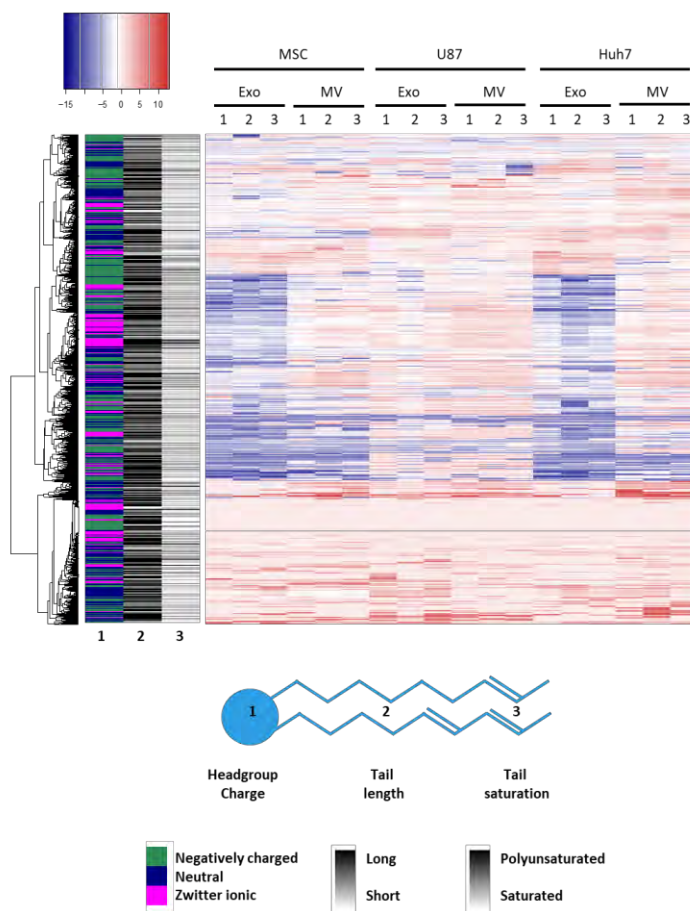 −15 −5 0 5 10
MSC U87 Huh7
Exo MV Exo MV Exo MV
1 2 3 1 2 3 1 2 3 1 2 3 1 2 3 1 2 3
1 2 3
1 2 3
Headgroup Tail Tail
Charge length saturation
Negatively charged Long Polyunsaturated
Neutral
Zwitter ionic Short Saturated